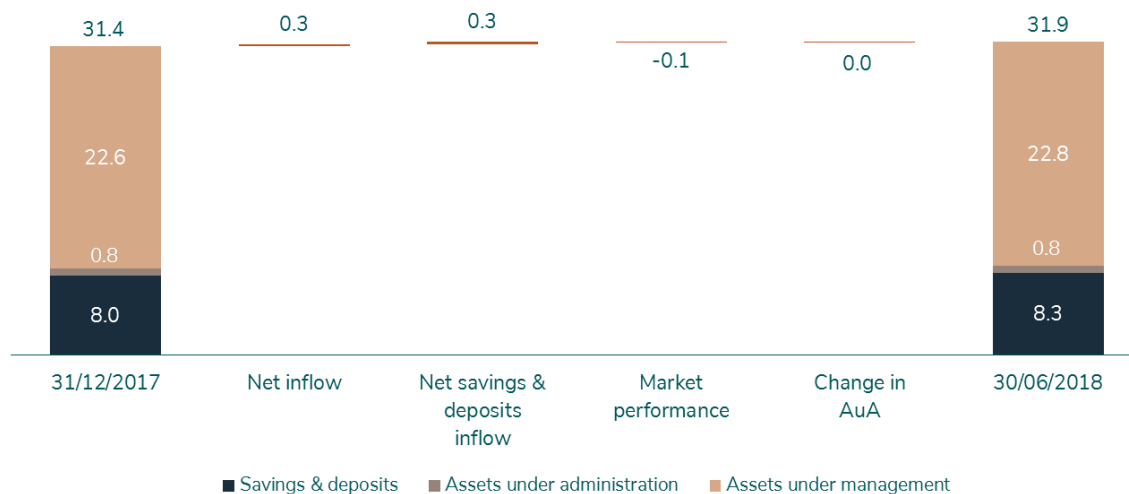 31.4
0.3
0.3
-0.1
0.0
31.9
22.6
22.8
0.8
0.8
8.0
8.3
31/12/2017
Net inflow
Net savings &
deposits
inflow
Market
performance
Change in
AuA
30/06/2018
Savings & deposits
Assets under administration
Assets under management